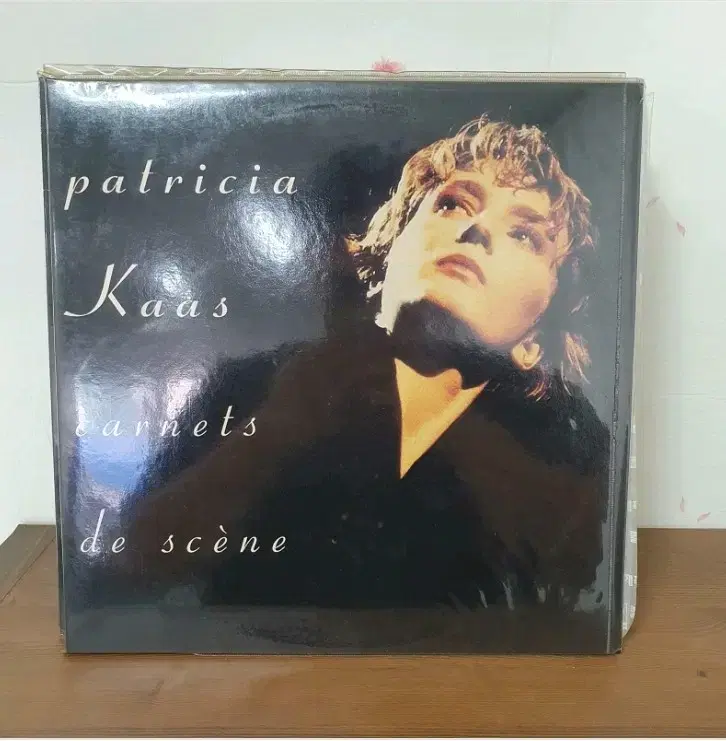 patricia
Kaas
carnets
de scène